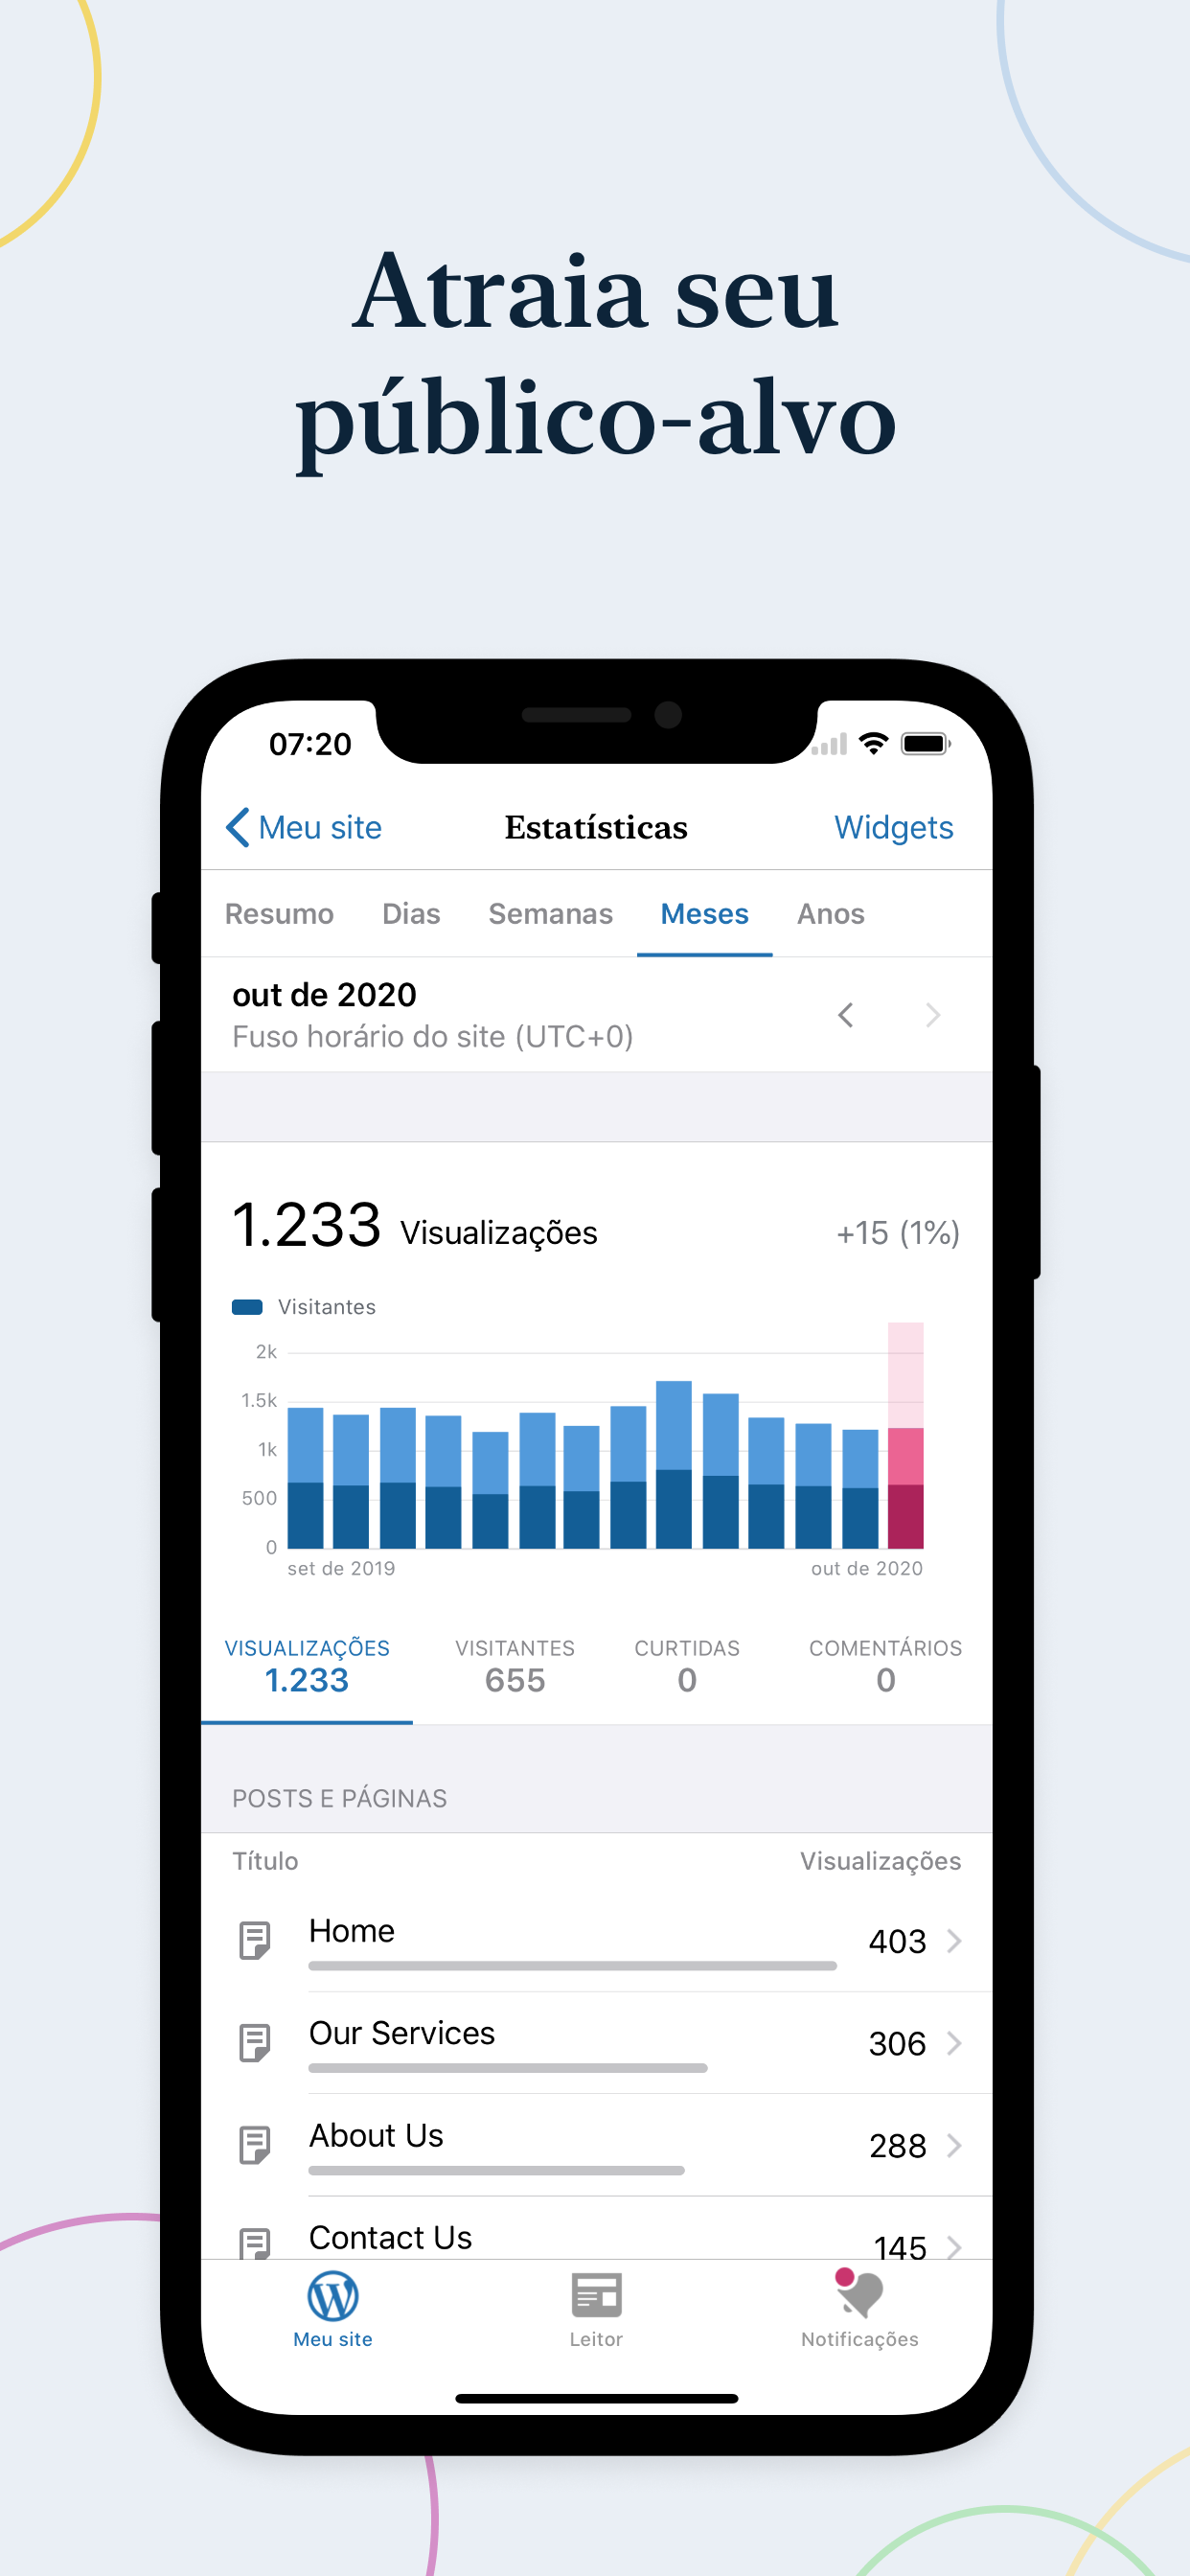 Atraia seu
público-alvo
07:20
Meu site Estatísticas Widgets
Resumo Dias Semanas Meses Anos
out de 2020
Fuso horário do site (UTC+0)
1.233 Visualizações +15 (1%)
Visitantes
2k
1.5k
1k
500
0
set de 2019 out de 2020
VISUALIZAÇÕES VISITANTES CURTIDAS COMENTÁRIOS
1.233 655 0 0
POSTS E PÁGINAS
Título Visualizações
Home 403
Our Services 306
About Us 288
Contact Us 145
Meu site Leitor Notificações